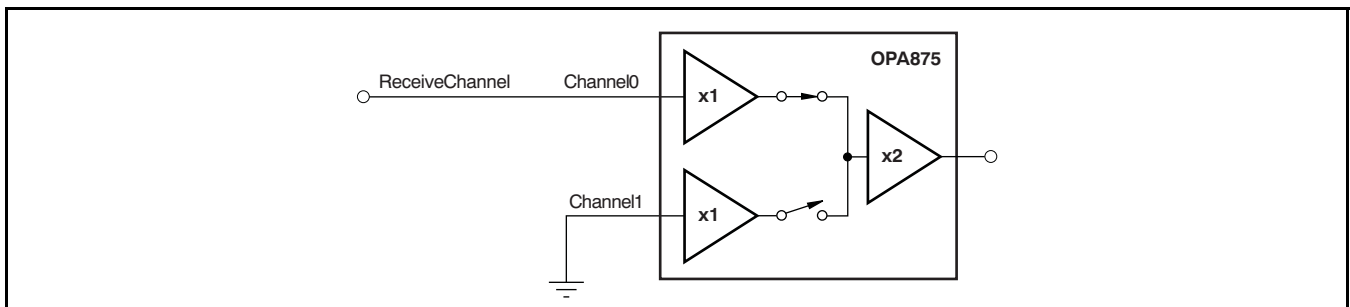 OPA875
ReceiveChannel Channel0
x1
x2
Channel1
x1